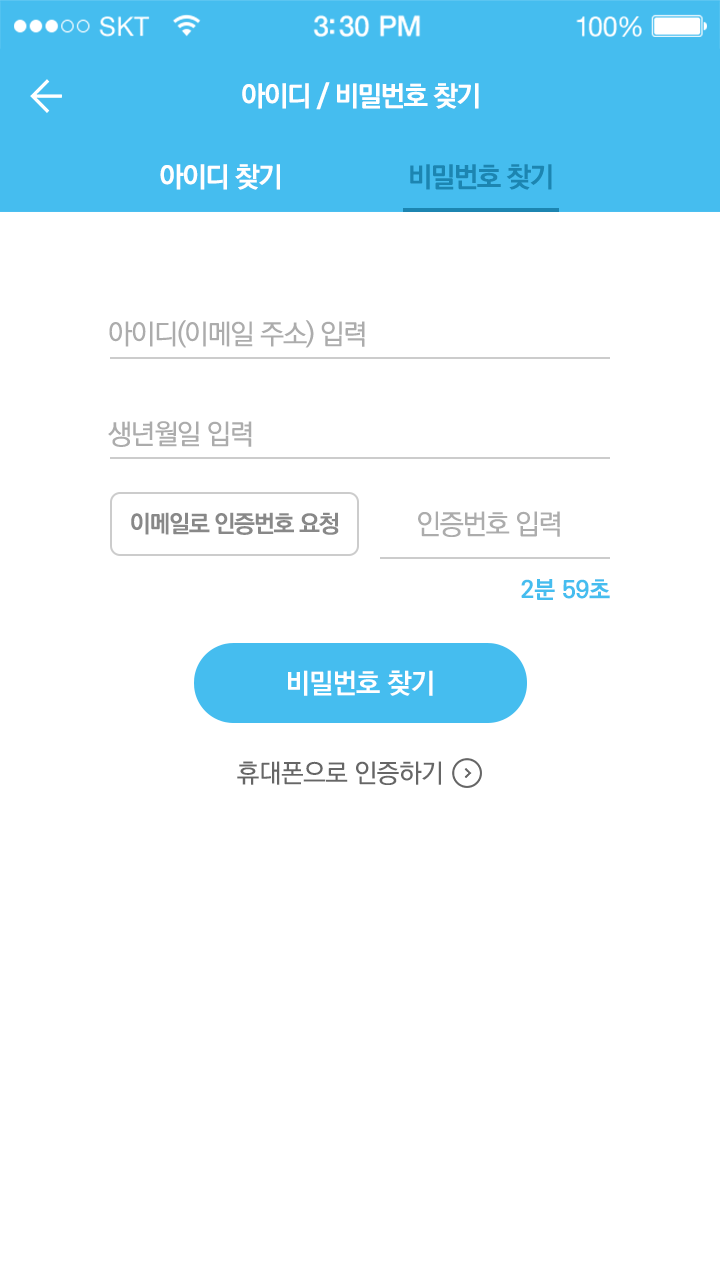 SKT 3:30 PM 100%
아이디 / 비밀번호 찾기
아이디 찾기 비밀번호 찾기
아이디(이메일 주소) 입력
생년월일 입력
이메일로 인증번호 요청 인증번호 입력
2분 59초
비밀번호 찾기
휴대폰으로 인증하기